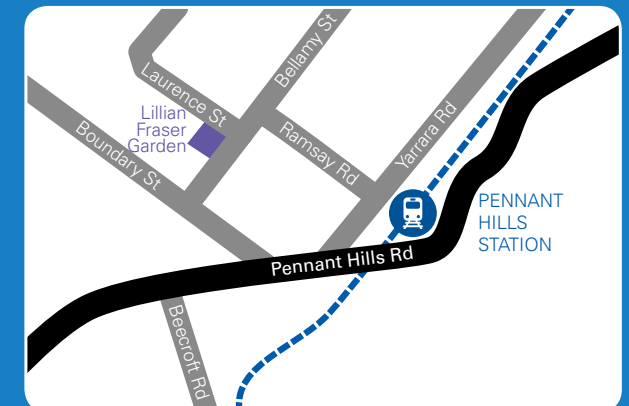 Bellamy St
Laurence St
Lillian
Fraser
Garden
Boundary St
Ramsay Rd
Yarrara Rd
PENNANT
HILLS
STATION
Pennant Hills Rd
Beecroft Rd